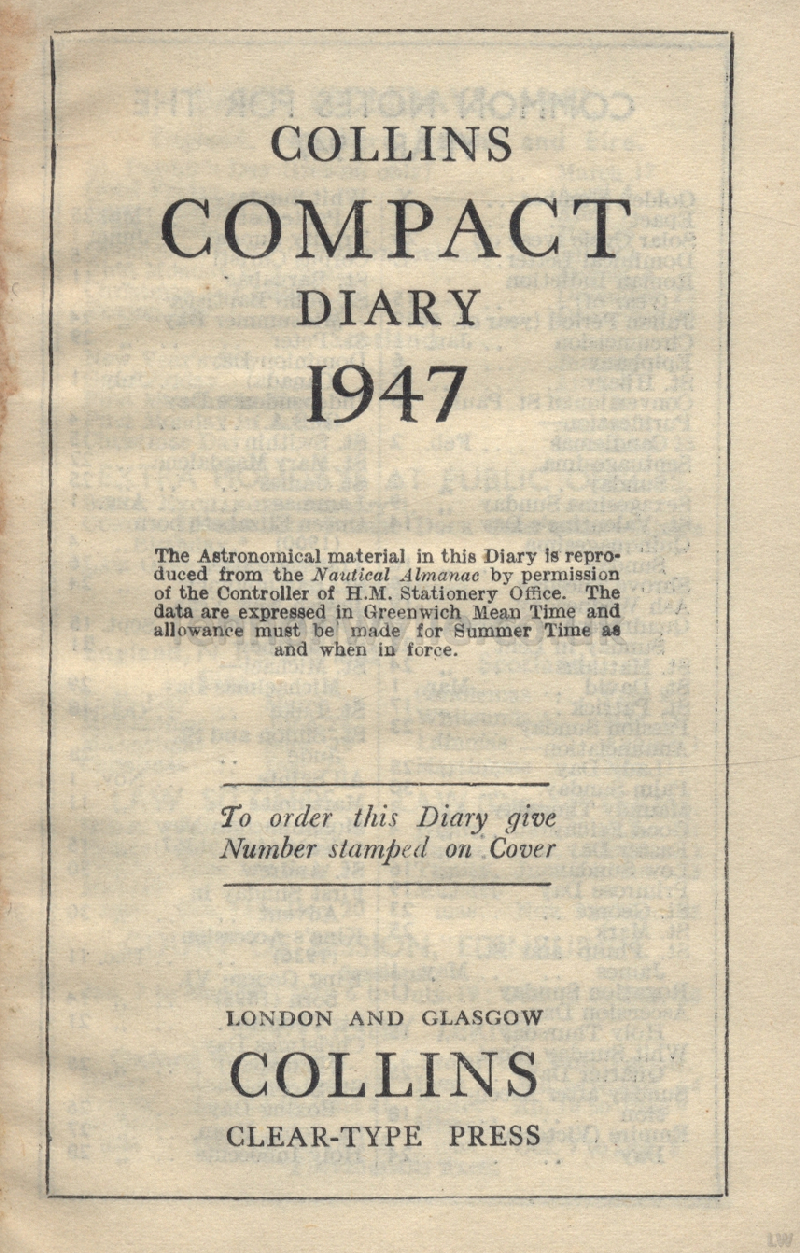 COLLINS
COMPACT
DIARY
1947
The Astronomical material in this Diary is repro-
duced from the Nautical Almanac by permission
of the Controller of H.M. Stationery Office. The
data are expressed in Greenwich Mean Time and
allowance must be made for Summer Time as
and when in force.
To order this Diary give
Number stamped on Cover
LONDON AND GLASGOW
COLLINS
CLEAR-TYPE PRESS
LW